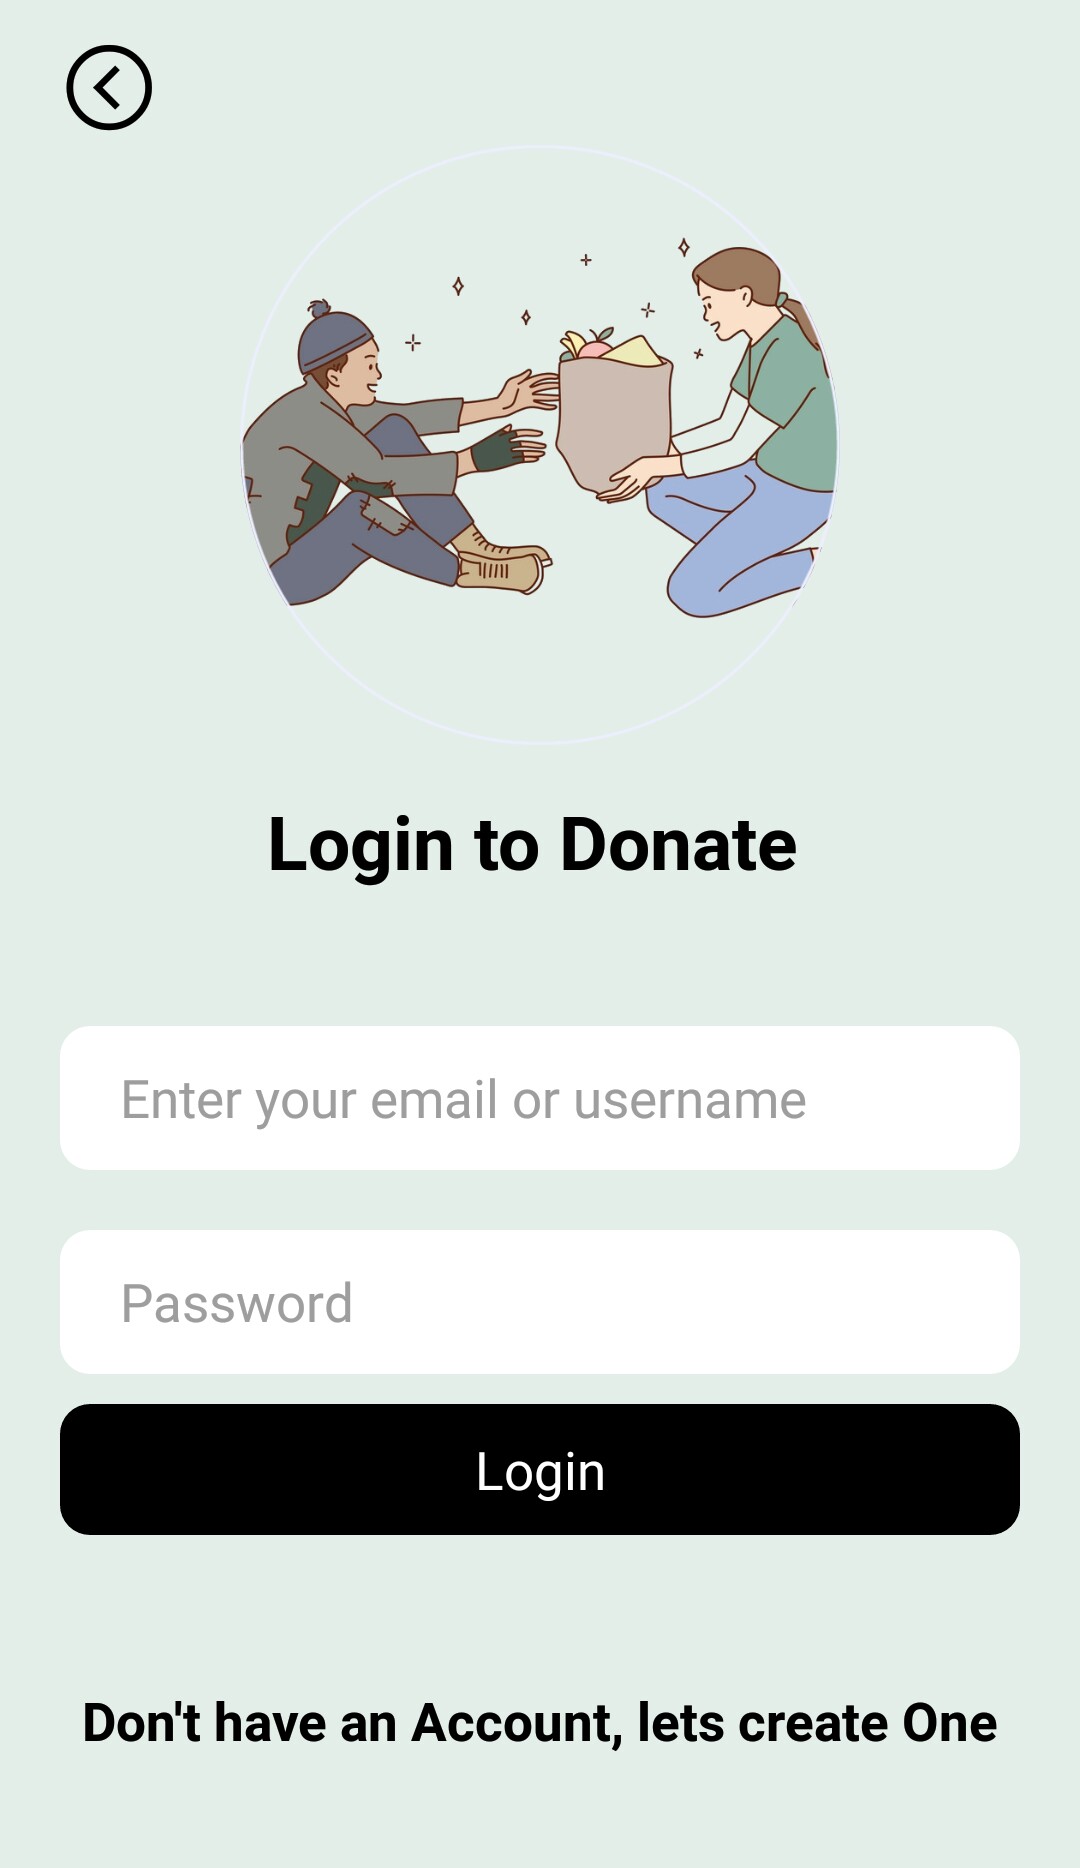 Login to Donate
Enter your email or username
Password
Login
Don't have an Account, lets create One